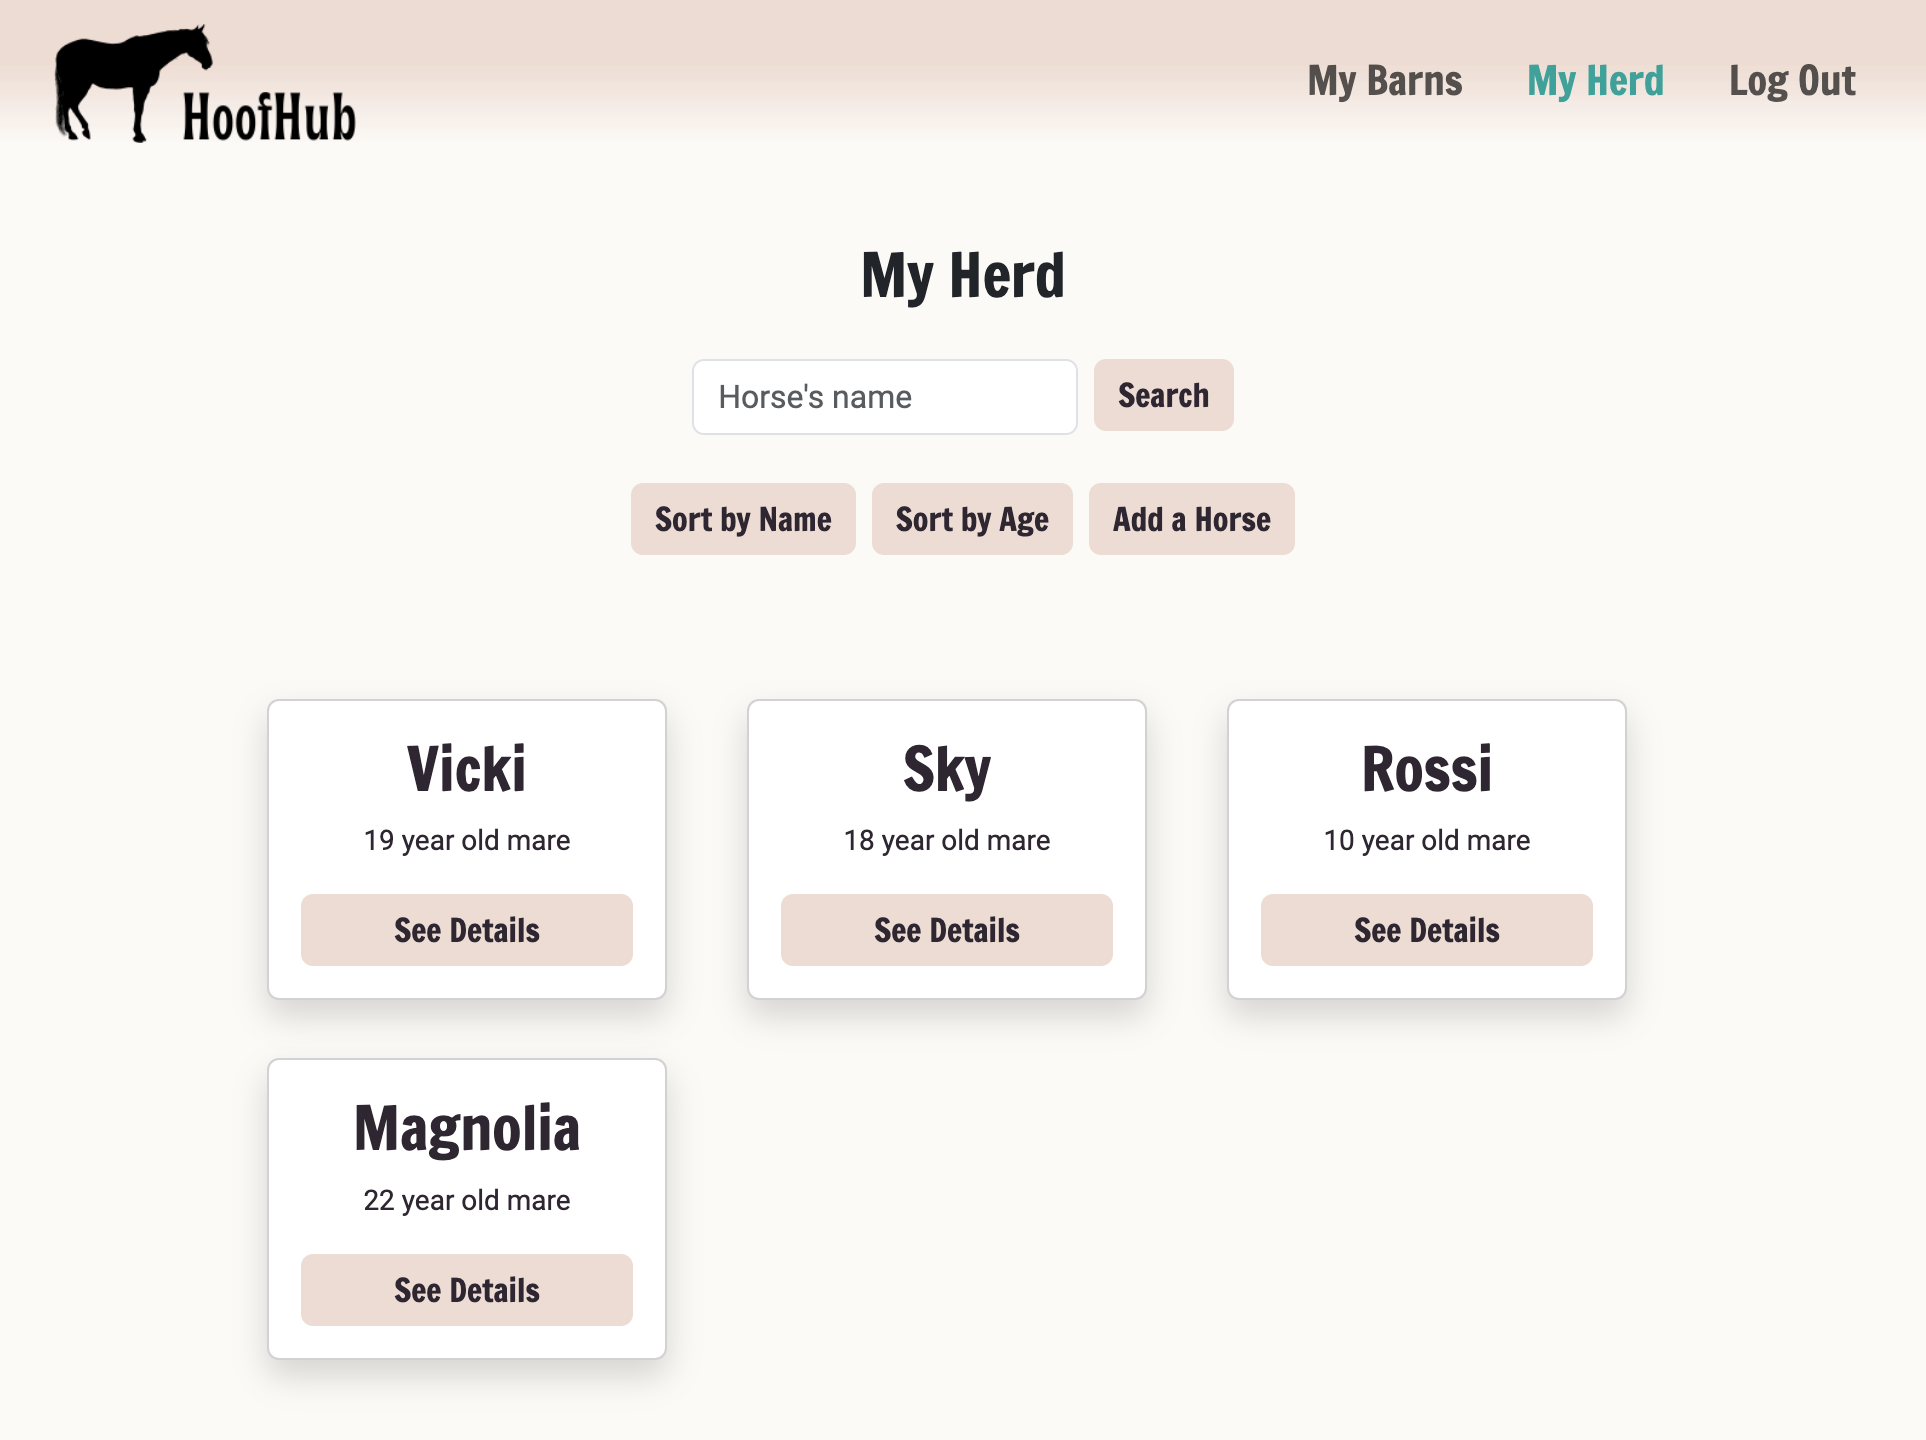 HoofHub
My Barns
My Herd
Log Out
My Herd
Horse's name
Search
Sort by Name
Sort by Age
Add a Horse
Vicki
19 year old mare
See Details
Sky
18 year old mare
See Details
Rossi
10 year old mare
See Details
Magnolia
22 year old mare
See Details